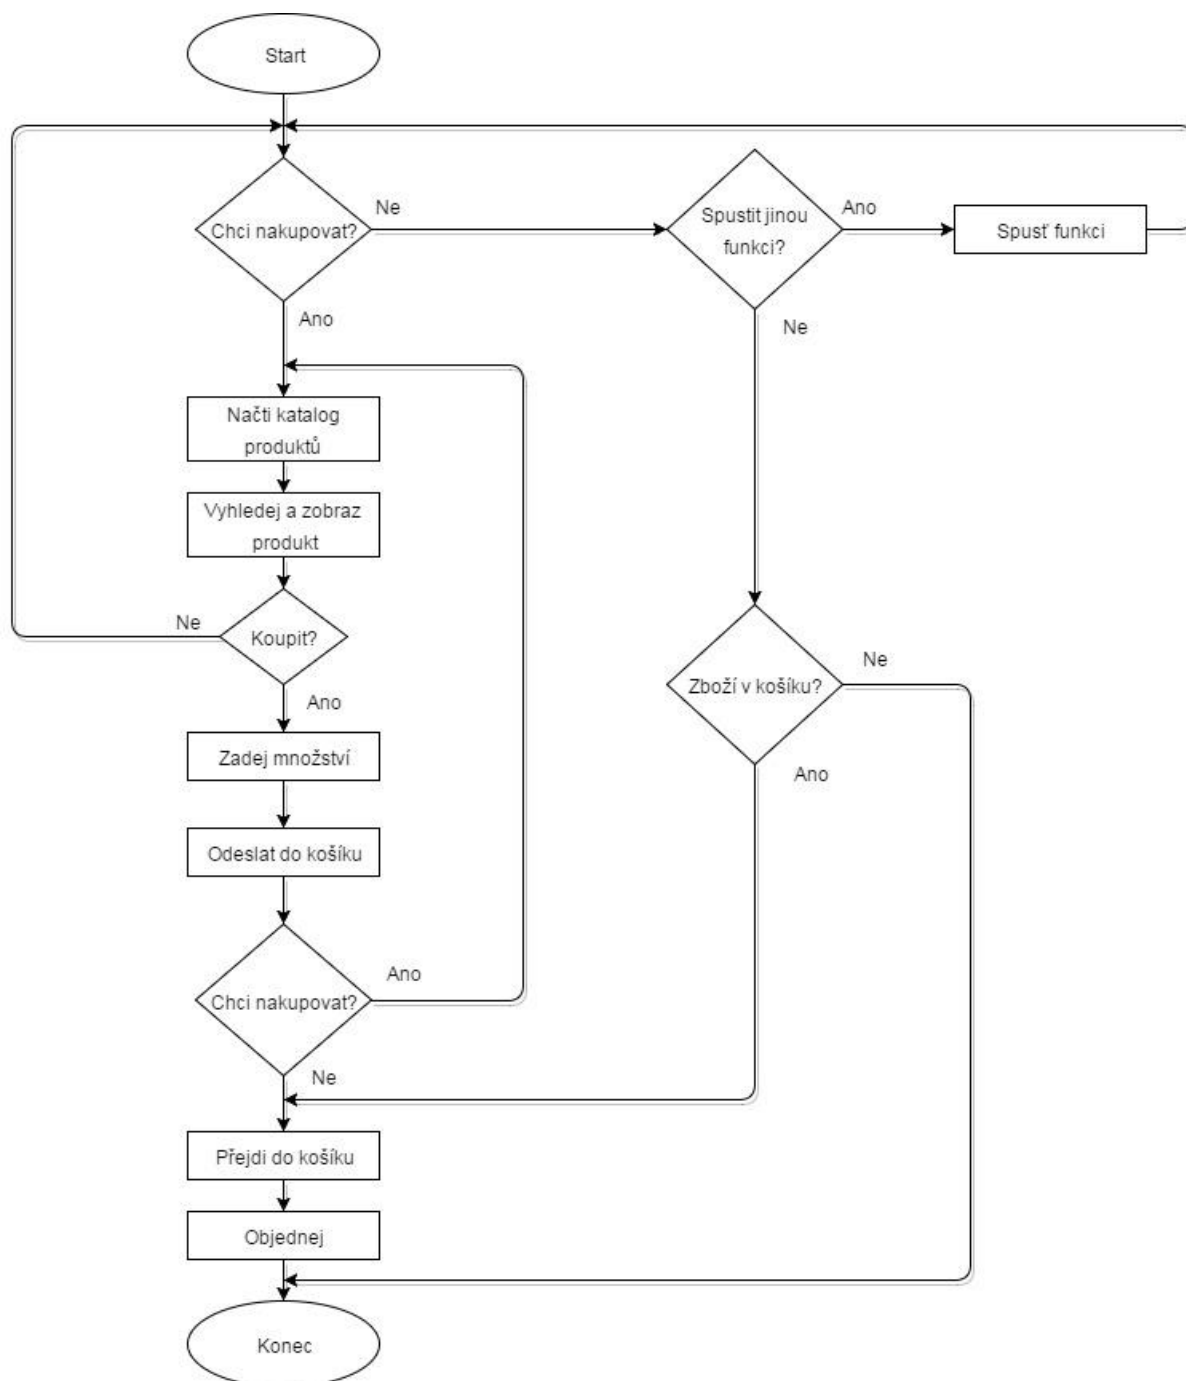 Start
Chci nakupovat?
Ne
Spustit jinou
funkci?
Ano
Spusť funkci
Ano
Ne
Načti katalog
produktů
Vyhledej a zobraz
produkt
Ne
Koupit?
Ano
Zboží v košíku?
Ne
Zadej množství
Ano
Odeslat do košíku
Chci nakupovat?
Ano
Ne
Přejdi do košíku
Objednej
Konec